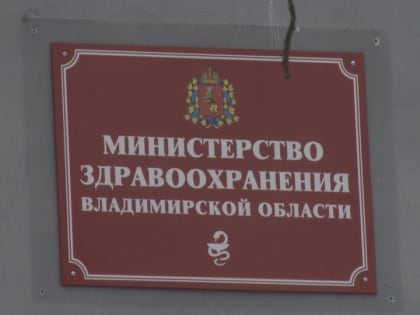 МИНИСТЕРСТВО
ЗДРАВООХРАНЕНИЯ
ВЛАДИМИРСКОЙ ОБЛАСТИ